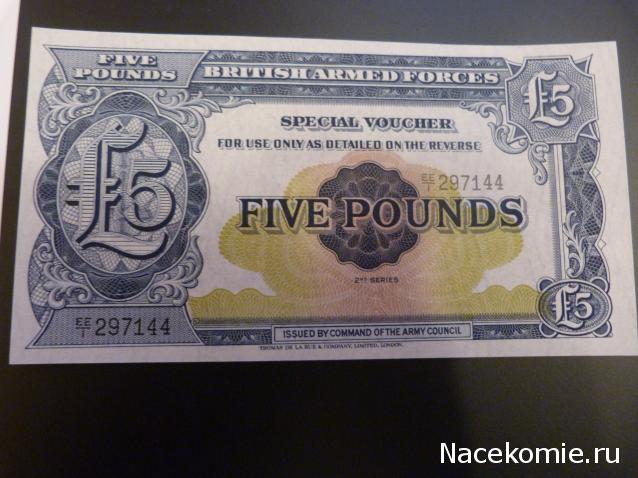 FIVE
POUNDS
BRITISH ARMED FORCES
£5
SPECIAL VOUCHER
FOR USE ONLY AS DETAILED ON THE REVERSE
EE/1 297144
£5
FIVE POUNDS
2ND SERIES
EE/1 297144
ISSUED BY COMMAND OF THE ARMY COUNCIL
£5
THOMAS DE LA RUE & COMPANY, LIMITED, LONDON.
Nacekomie.ru